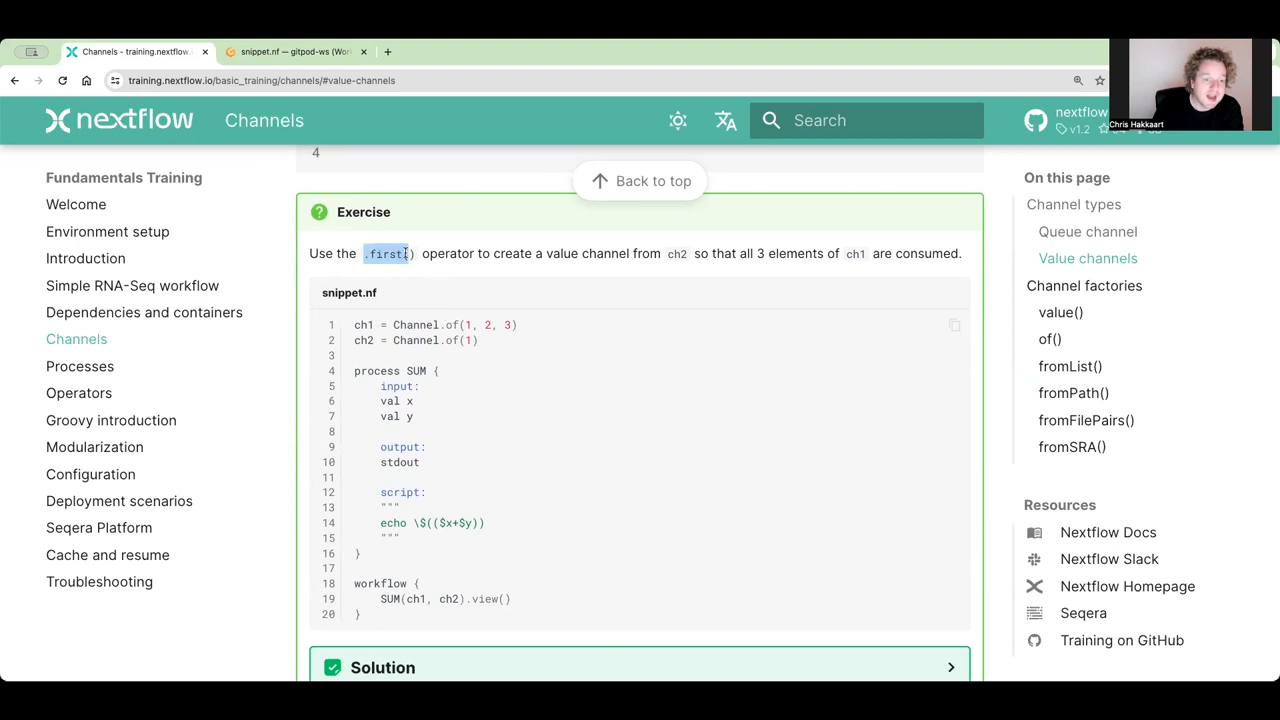 Channels - training.nextflow.
snippet.nf — gitpod-ws (Wor
training.nextflow.io/basic_training/channels/#value-channels
Chris Hakkaart
nextflow
Channels
Search
nextflow
v1.2
Fundamentals Training
Welcome
Environment setup
Introduction
Simple RNA-Seq workflow
Dependencies and containers
Channels
Processes
Operators
Groovy introduction
Modularization
Configuration
Deployment scenarios
Seqera Platform
Cache and resume
Troubleshooting
4
Back to top
Exercise
Use the .first() operator to create a value channel from ch2 so that all 3 elements of ch1 are consumed.
snippet.nf
1 ch1 = Channel.of(1, 2, 3)
2 ch2 = Channel.of(1)
3
4 process SUM {
5 input:
6 val x
7 val y
8
9 output:
10 stdout
11
12 script:
13 """
14 echo \$(($x+$y))
15 """
16 }
17
18 workflow {
19 SUM(ch1, ch2).view()
20 }
Solution
On this page
Channel types
Queue channel
Value channels
Channel factories
value()
of()
fromList()
fromPath()
fromFilePairs()
fromSRA()
Resources
Nextflow Docs
Nextflow Slack
Nextflow Homepage
Seqera
Training on GitHub